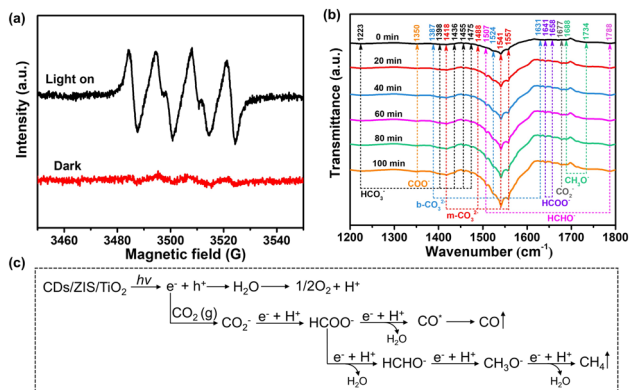 (a)
Intensity (a.u.)
Light on
Dark
3460 3490 3520 3550
Magnetic field (G)
(b)
Transmittance (a.u.)
1223 1350 1387 1398 1418 1436 1455 1475 1488 1507 1524 1541 1557 1631 1641 1658 1677 1688 1734 1788
0 min
20 min
40 min
60 min
80 min
100 min
HCO₃⁻
COO⁻
b-CO₃²⁻
m-CO₃²⁻
HCHO⁻
HCOO⁻
CO₂⁻
CH₃O⁻
1200 1300 1400 1500 1600 1700 1800
Wavenumber (cm⁻¹)
(c)
CDs/ZIS/TiO₂ hv e⁻ + h⁺ H₂O 1/2O₂ + H⁺
CO₂ (g) CO₂⁻ e⁻ + H⁺ HCOO⁻ e⁻ + H⁺ H₂O CO* CO
e⁻ + H⁺ H₂O HCHO⁻ e⁻ + H⁺ CH₃O⁻ e⁻ + H⁺ H₂O CH₄